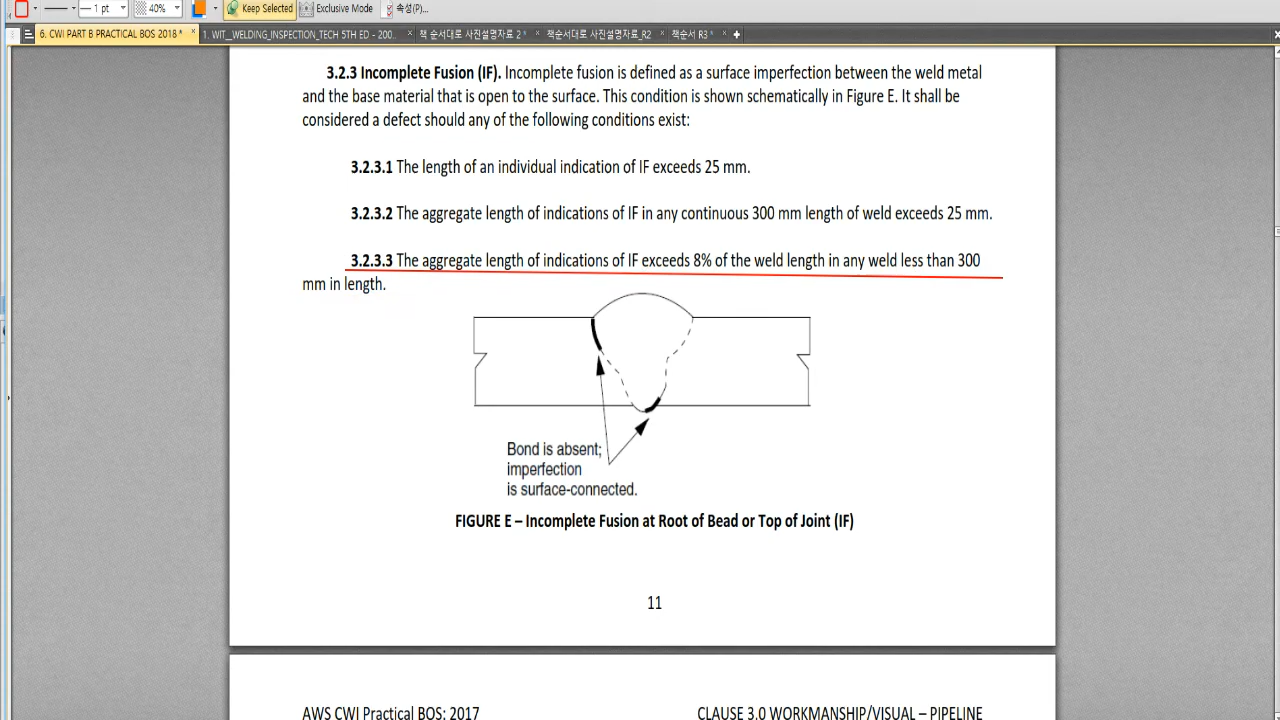 1 pt
40%
Keep Selected
Exclusive Mode
속성(P)...
6. CWI PART B PRACTICAL BOS 2018 *
1. WIT__WELDING_INSPECTION_TECH 5TH ED - 200..
책 순서대로 사진설명자료 2 *
책순서대로 사진설명자료_R2
책순서 R3 *
3.2.3 Incomplete Fusion (IF). Incomplete fusion is defined as a surface imperfection between the weld metal
and the base material that is open to the surface. This condition is shown schematically in Figure E. It shall be
considered a defect should any of the following conditions exist:
3.2.3.1 The length of an individual indication of IF exceeds 25 mm.
3.2.3.2 The aggregate length of indications of IF in any continuous 300 mm length of weld exceeds 25 mm.
3.2.3.3 The aggregate length of indications of IF exceeds 8% of the weld length in any weld less than 300
mm in length.
Bond is absent;
imperfection
is surface-connected.
FIGURE E – Incomplete Fusion at Root of Bead or Top of Joint (IF)
11
AWS CWI Practical BOS: 2017
CLAUSE 3.0 WORKMANSHIP/VISUAL – PIPELINE